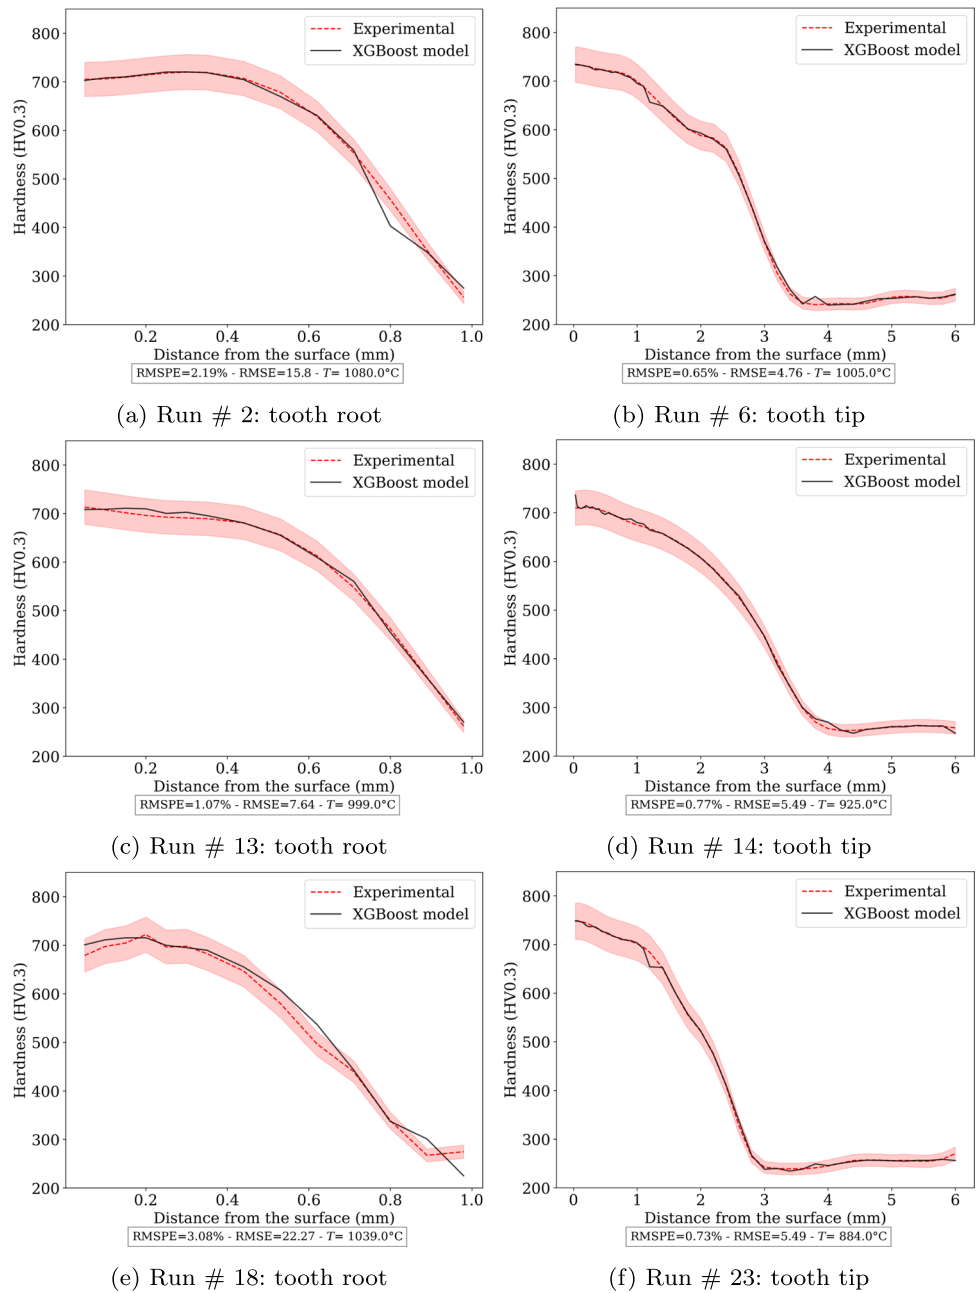 Experimental
XGBoost model
Hardness (HV0.3)
800
700
600
500
400
300
200
0.2 0.4 0.6 0.8 1.0
Distance from the surface (mm)
RMSPE=2.19% - RMSE=15.8 - T= 1080.0°C
(a) Run # 2: tooth root
Experimental
XGBoost model
Hardness (HV0.3)
800
700
600
500
400
300
200
0 1 2 3 4 5 6
Distance from the surface (mm)
RMSPE=0.65% - RMSE=4.76 - T= 1005.0°C
(b) Run # 6: tooth tip
Experimental
XGBoost model
Hardness (HV0.3)
800
700
600
500
400
300
200
0.2 0.4 0.6 0.8 1.0
Distance from the surface (mm)
RMSPE=1.07% - RMSE=7.64 - T= 999.0°C
(c) Run # 13: tooth root
Experimental
XGBoost model
Hardness (HV0.3)
800
700
600
500
400
300
200
0 1 2 3 4 5 6
Distance from the surface (mm)
RMSPE=0.77% - RMSE=5.49 - T= 925.0°C
(d) Run # 14: tooth tip
Experimental
XGBoost model
Hardness (HV0.3)
800
700
600
500
400
300
200
0.2 0.4 0.6 0.8 1.0
Distance from the surface (mm)
RMSPE=3.08% - RMSE=22.27 - T= 1039.0°C
(e) Run # 18: tooth root
Experimental
XGBoost model
Hardness (HV0.3)
800
700
600
500
400
300
200
0 1 2 3 4 5 6
Distance from the surface (mm)
RMSPE=0.73% - RMSE=5.49 - T= 884.0°C
(f) Run # 23: tooth tip